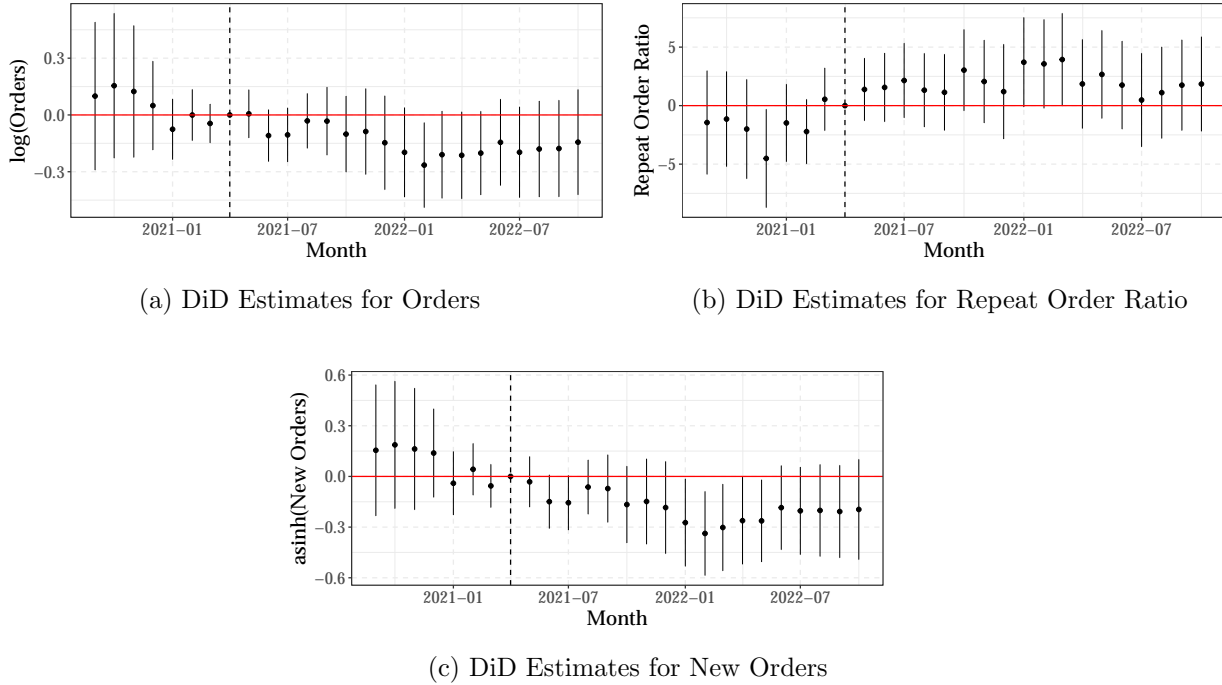 log(Orders)
0.3
0.0
−0.3
2021−01
2021−07
2022−01
2022−07
Month
(a) DiD Estimates for Orders
Repeat Order Ratio
5
0
−5
2021−01
2021−07
2022−01
2022−07
Month
(b) DiD Estimates for Repeat Order Ratio
asinh(New Orders)
0.6
0.3
0.0
−0.3
−0.6
2021−01
2021−07
2022−01
2022−07
Month
(c) DiD Estimates for New Orders